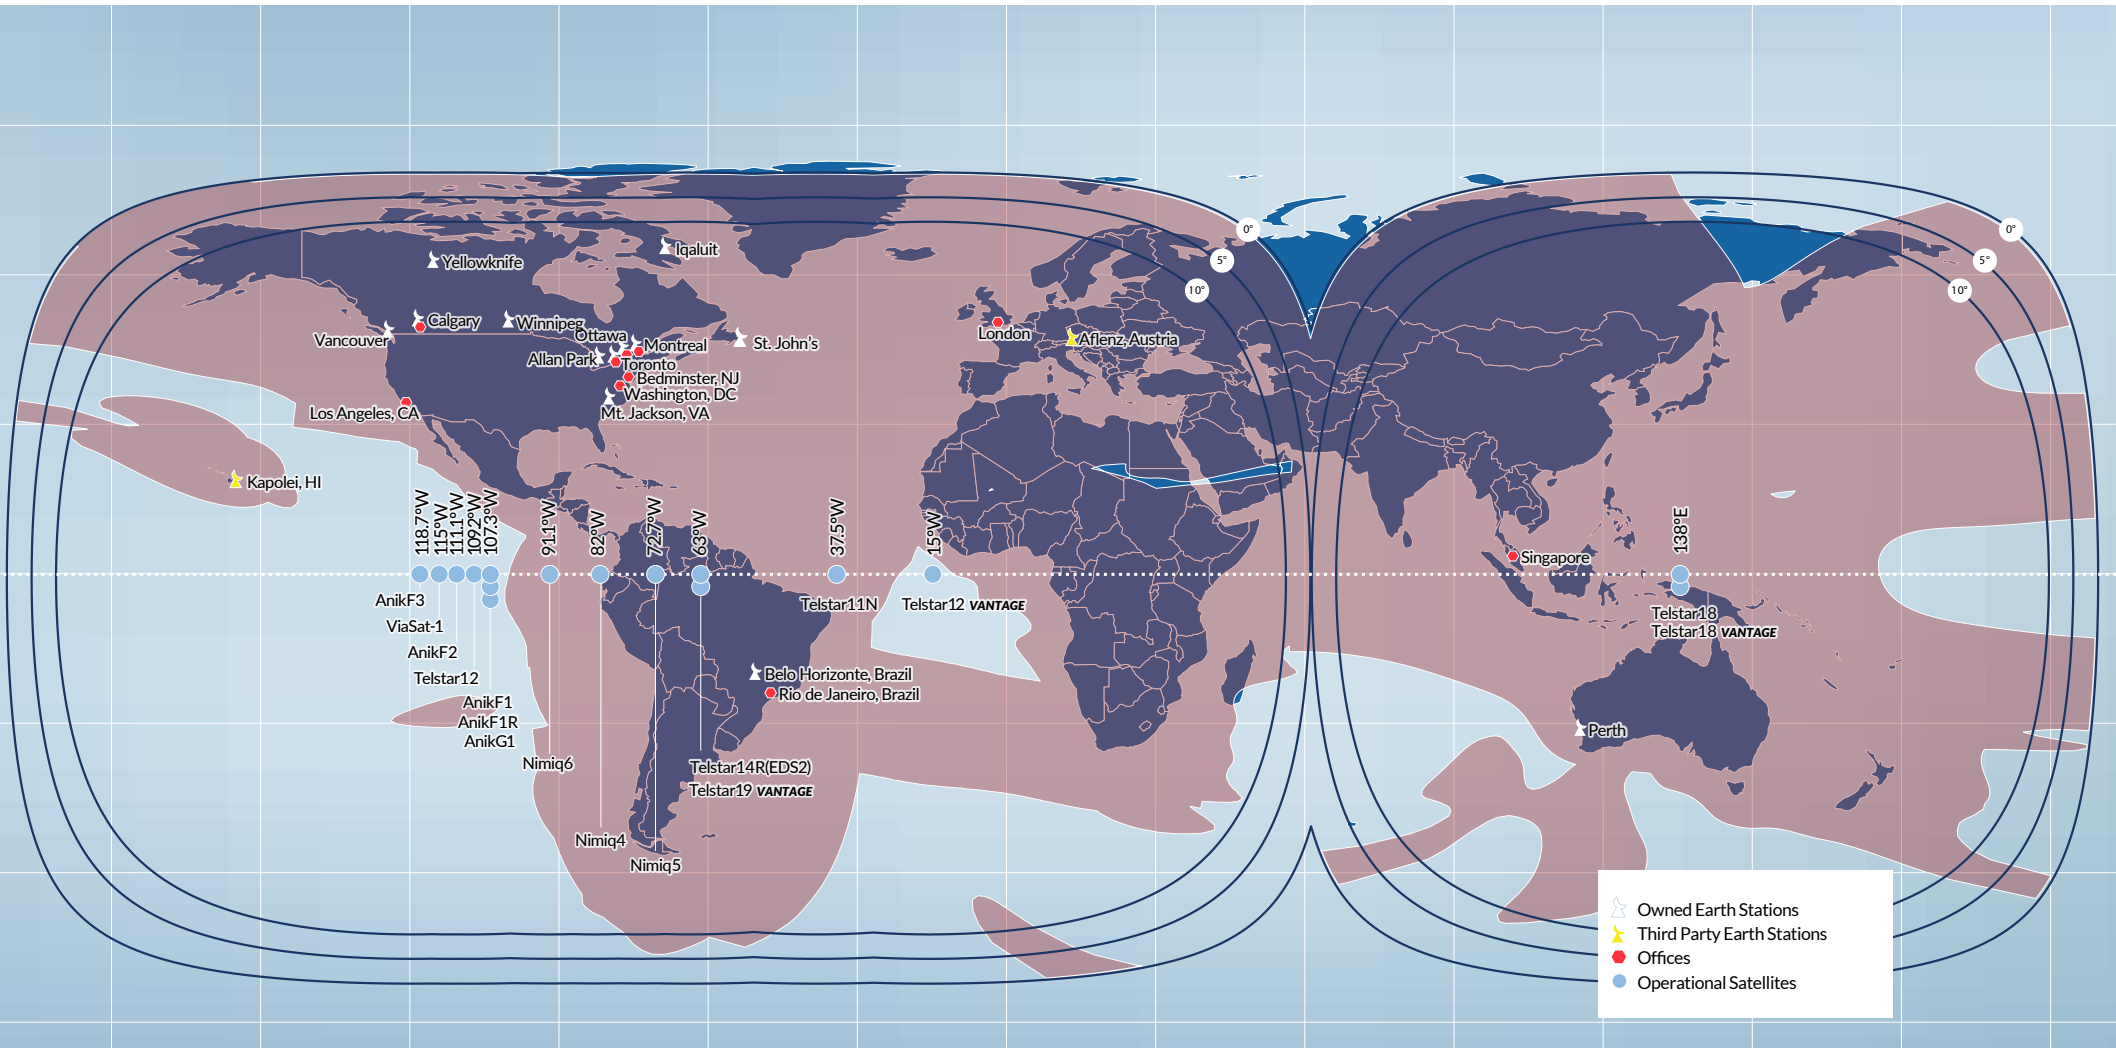 0°
0°
5°
5°
10°
10°
Iqaluit
Yellowknife
Calgary
Winnipeg
Vancouver
Ottawa
Montreal
St. John's
Allan Park
Toronto
Bedminster, NJ
Washington, DC
Mt. Jackson, VA
Los Angeles, CA
London
Aflenz, Austria
Kapolei, HI
118.7°W
115°W
111.1°W
109.2°W
107.3°W
91.1°W
82°W
72.7°W
63°W
37.5°W
15°W
138°E
Singapore
AnikF3
ViaSat-1
AnikF2
Telstar12
AnikF1
AnikF1R
AnikG1
Nimiq6
Nimiq4
Nimiq5
Telstar11N
Telstar12 VANTAGE
Telstar18
Telstar18 VANTAGE
Belo Horizonte, Brazil
Rio de Janeiro, Brazil
Perth
Telstar14R(EDS2)
Telstar19 VANTAGE
Owned Earth Stations
Third Party Earth Stations
Offices
Operational Satellites